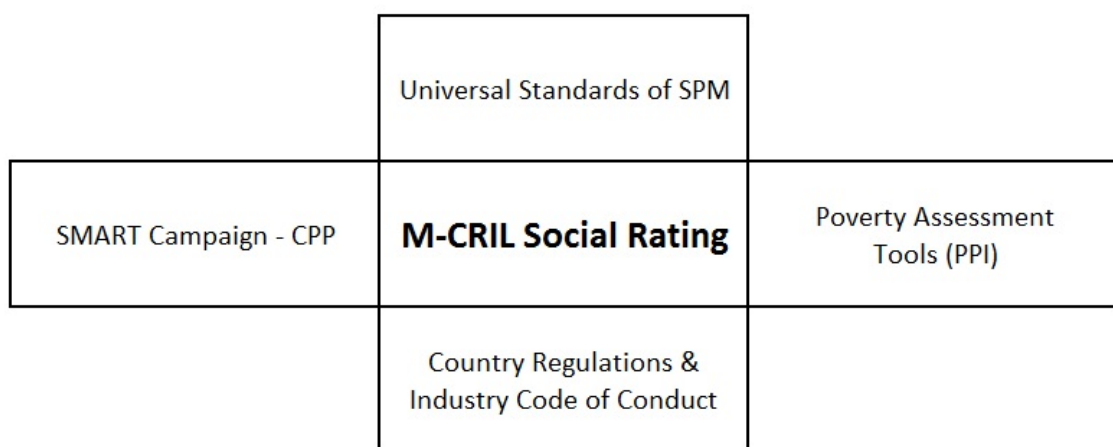 Universal Standards of SPM
SMART Campaign - CPP
M-CRIL Social Rating
Poverty Assessment
Tools (PPI)
Country Regulations &
Industry Code of Conduct